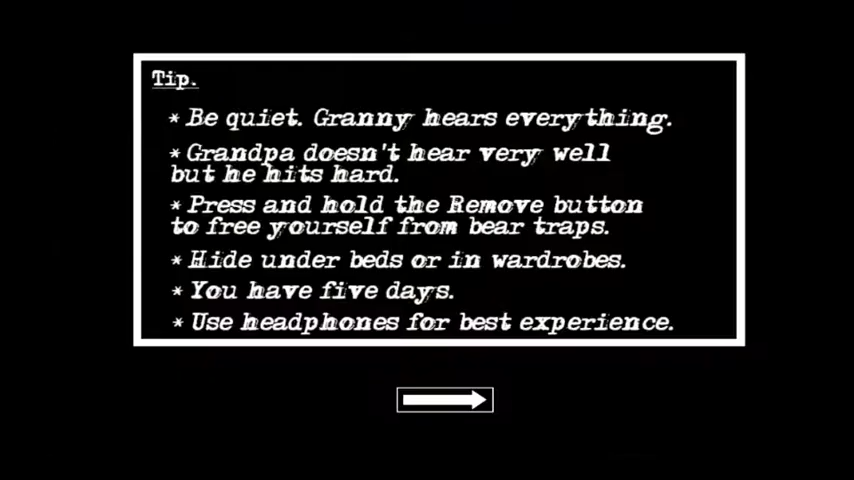 Tip.
* Be quiet. Granny hears everything.
* Grandpa doesn't hear very well
but he hits hard.
* Press and hold the Remove button
to free yourself from bear traps.
* Hide under beds or in wardrobes.
* You have five days.
* Use headphones for best experience.